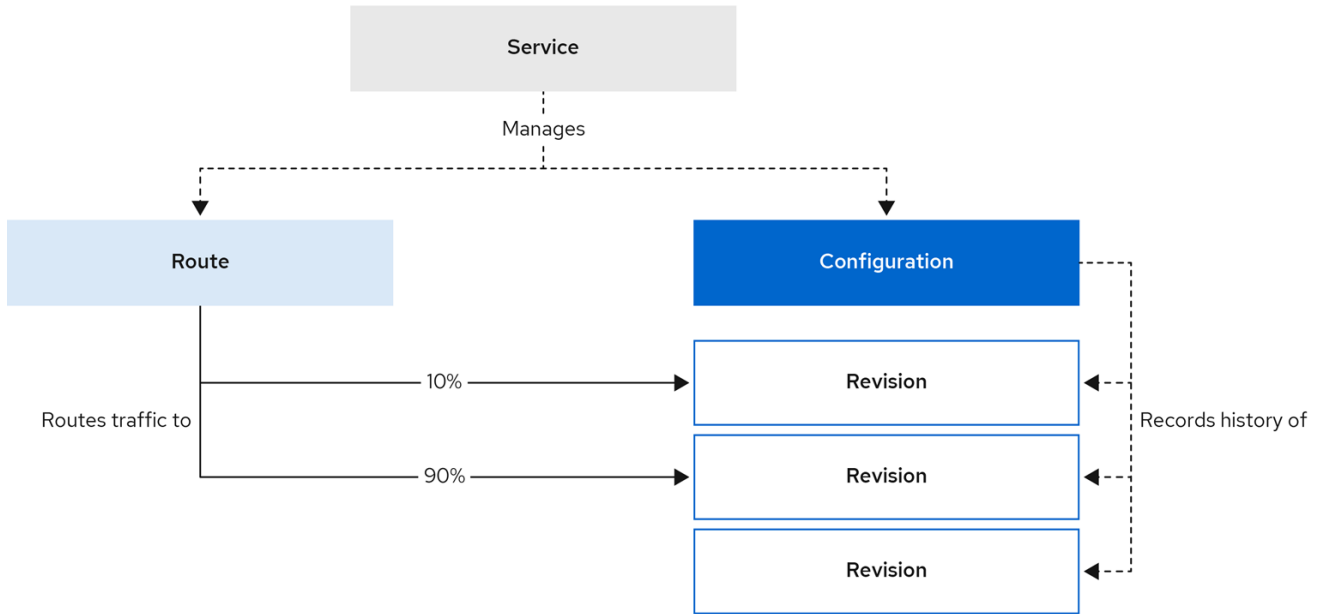 Service
Manages
Route
Configuration
10%
Revision
Routes traffic to
Records history of
90%
Revision
Revision